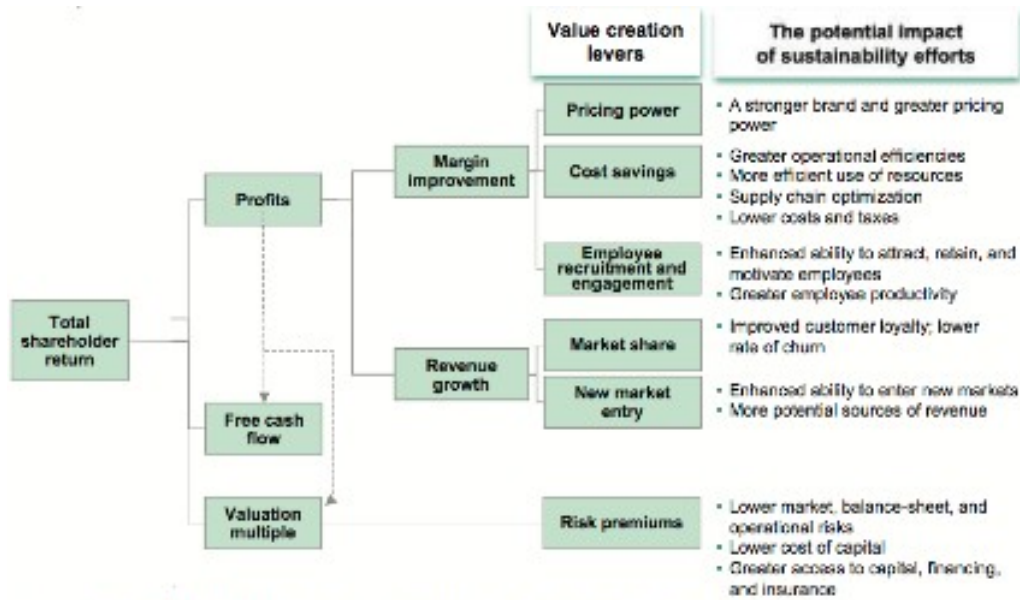 Value creation
levers
The potential impact
of sustainability efforts
Total
shareholder
return
Profits
Free cash
flow
Valuation
multiple
Margin
improvement
Revenue
growth
Pricing power
• A stronger brand and greater pricing
power
Cost savings
• Greater operational efficiencies
• More efficient use of resources
• Supply chain optimization
• Lower costs and taxes
Employee
recruitment and
engagement
• Enhanced ability to attract, retain, and
motivate employees
• Greater employee productivity
Market share
• Improved customer loyalty; lower
rate of churn
New market
entry
• Enhanced ability to enter new markets
• More potential sources of revenue
Risk premiums
• Lower market, balance-sheet, and
operational risks
• Lower cost of capital
• Greater access to capital, financing,
and insurance